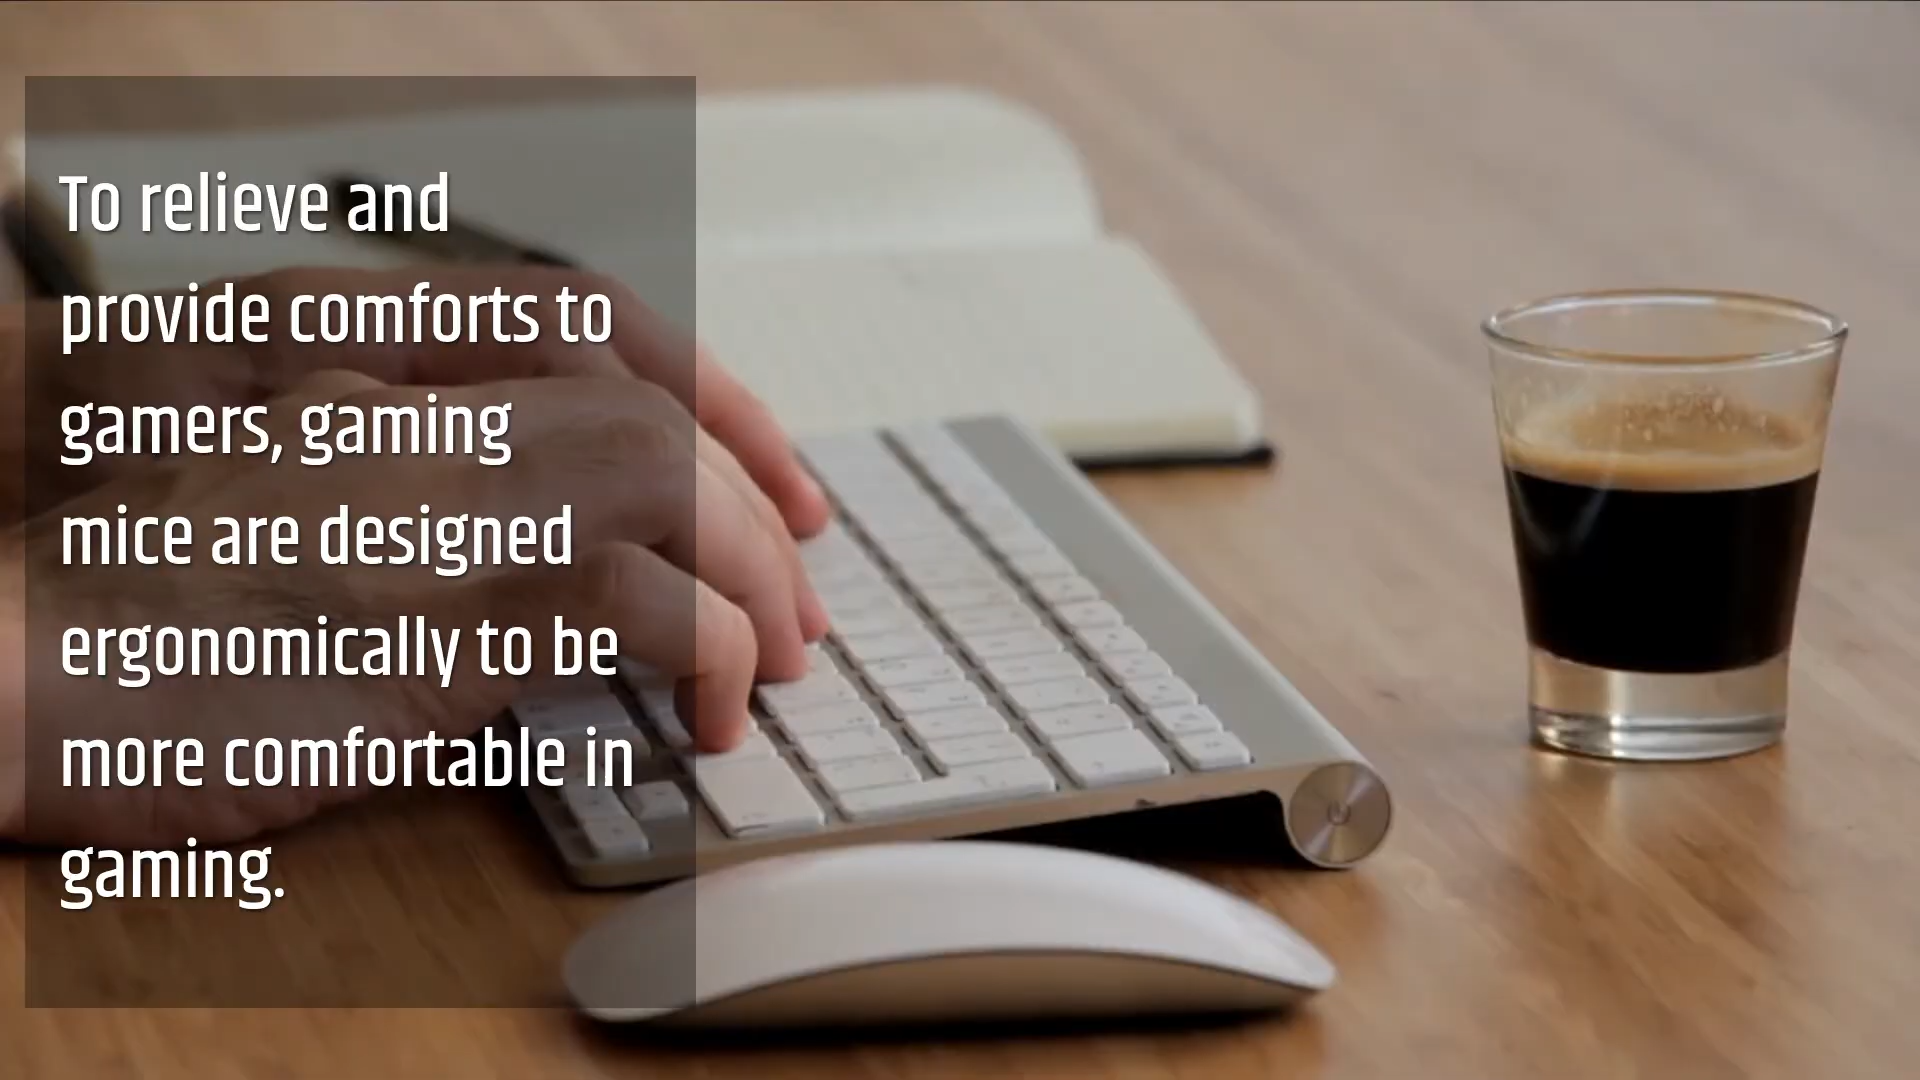 To relieve and
provide comforts to
gamers, gaming
mice are designed
ergonomically to be
more comfortable in
gaming.